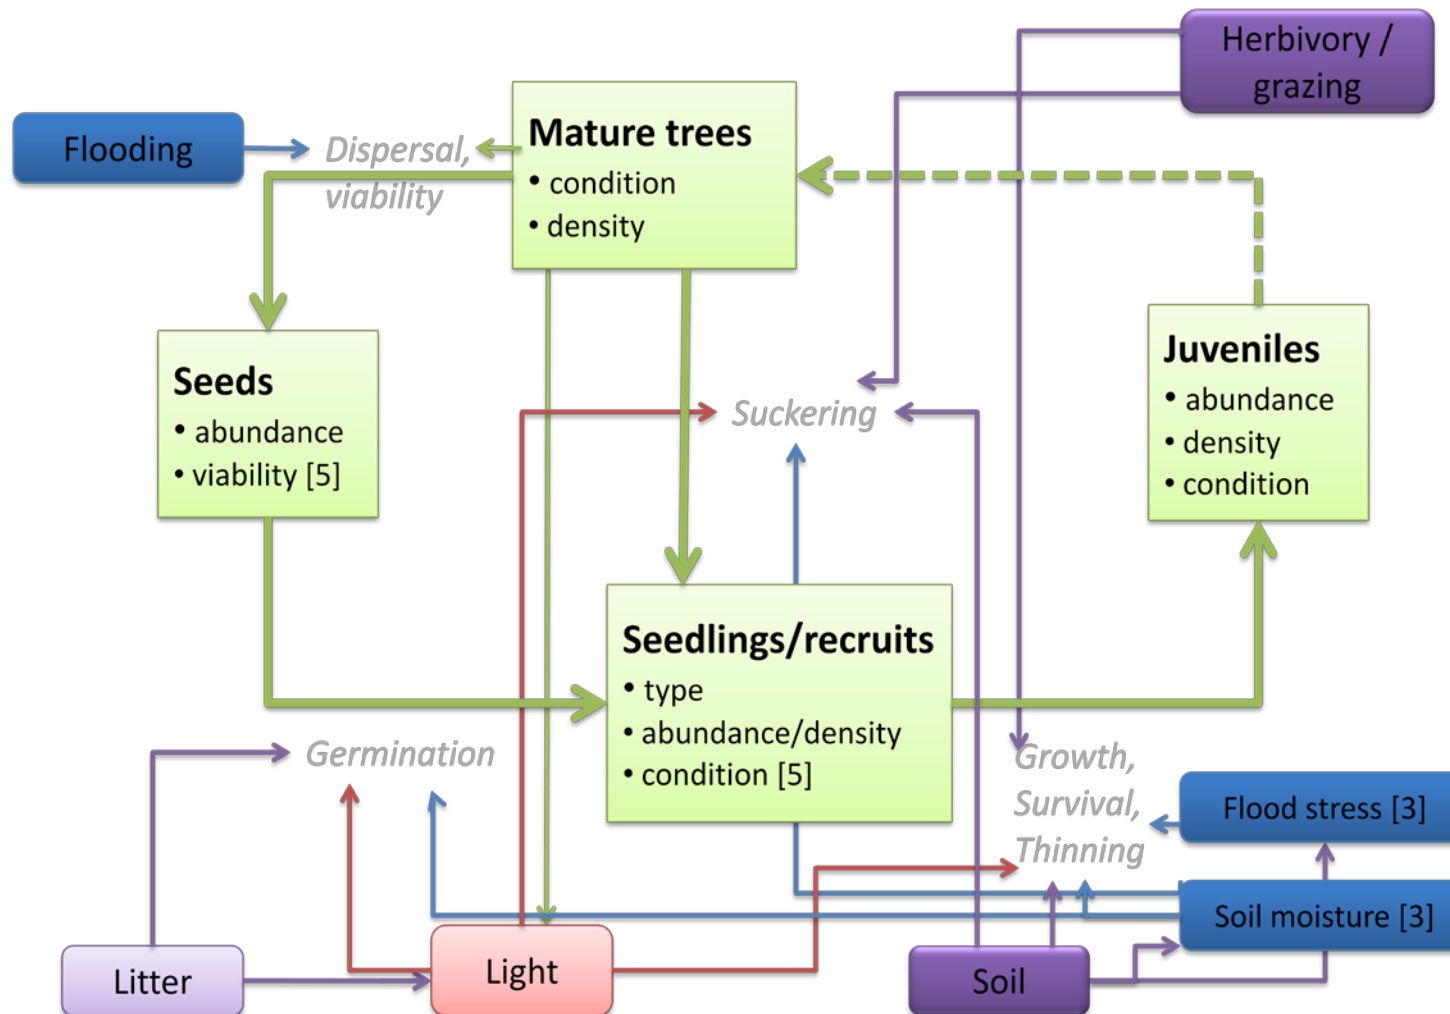 Herbivory /
grazing
Flooding
Dispersal,
viability
Mature trees
• condition
• density
Seeds
• abundance
• viability [5]
Suckering
Juveniles
• abundance
• density
• condition
Seedlings/recruits
• type
• abundance/density
• condition [5]
Germination
Growth,
Survival,
Thinning
Flood stress [3]
Soil moisture [3]
Litter
Light
Soil